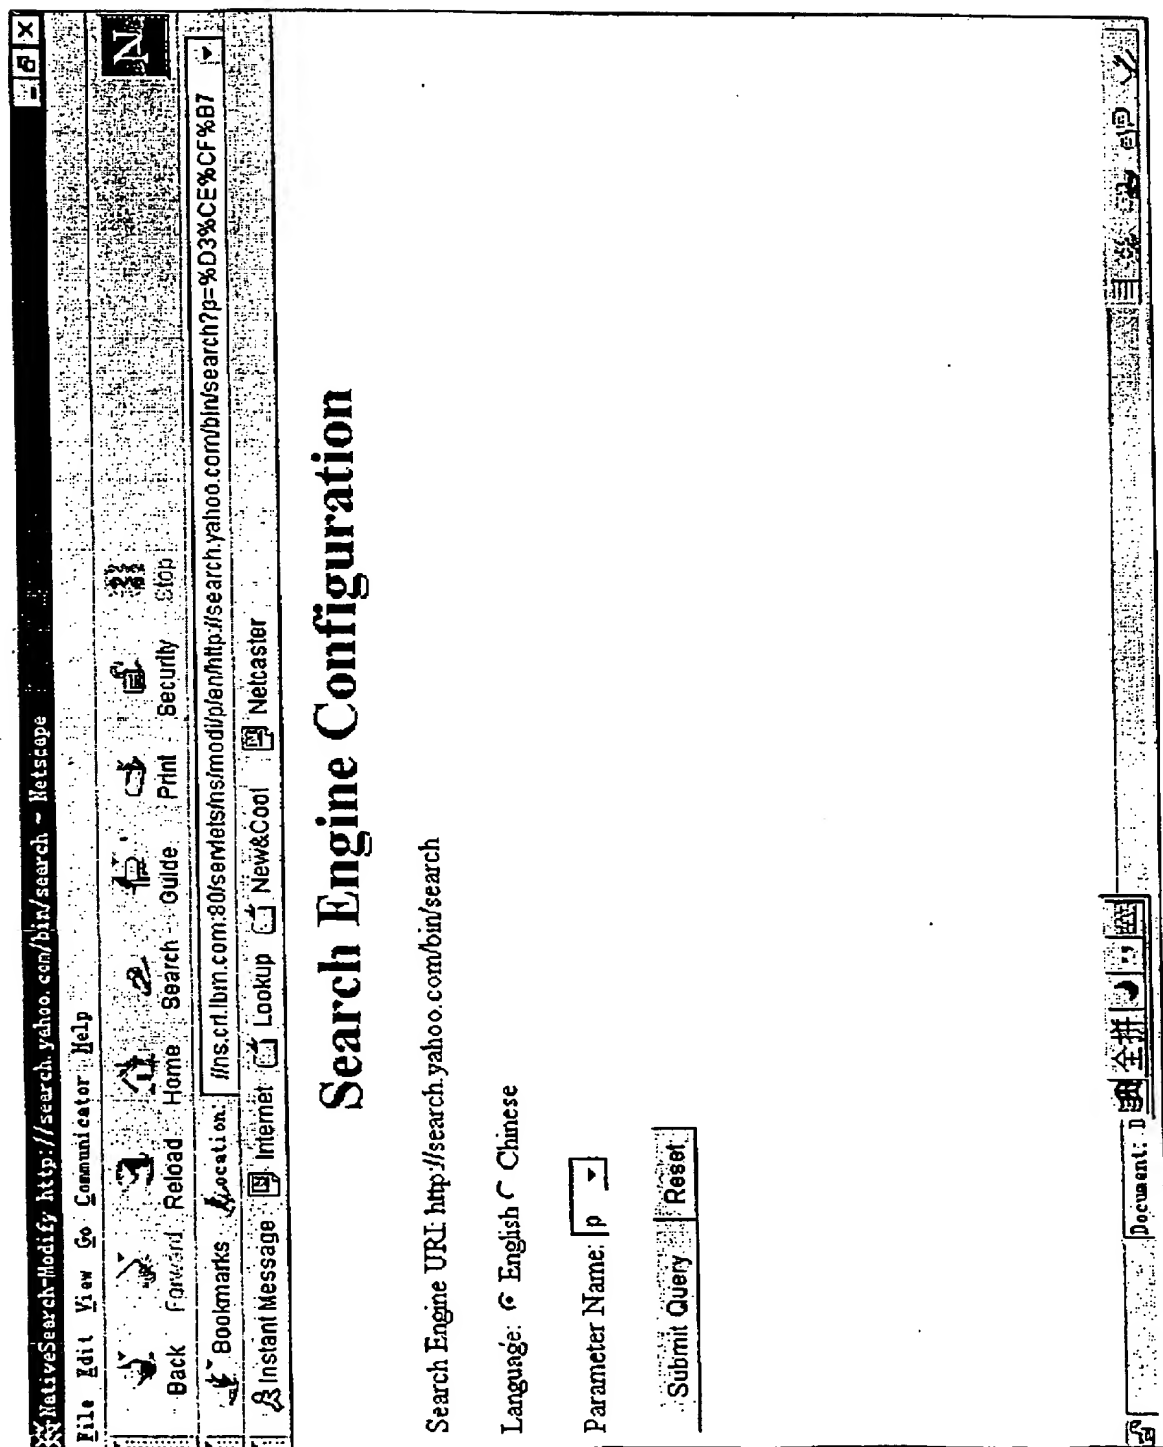 NativeSearch-Modify http://search.yahoo.com/bin/search - Netscape
File Edit View Go Communicator Help
Back Forward Reload Home Search Guide Print Security Stop
N
Bookmarks Location: //ns.crl.ibm.com:80/servlets/ns/modi/p/en/http://search.yahoo.com/bin/search?p=%D3%CE%CF%B7
Instant Message Internet Lookup New&Cool Netcaster
Search Engine Configuration
Search Engine URI: http://search.yahoo.com/bin/search
Language: English Chinese
Parameter Name: p
Submit Query Reset
Document: D 全拼